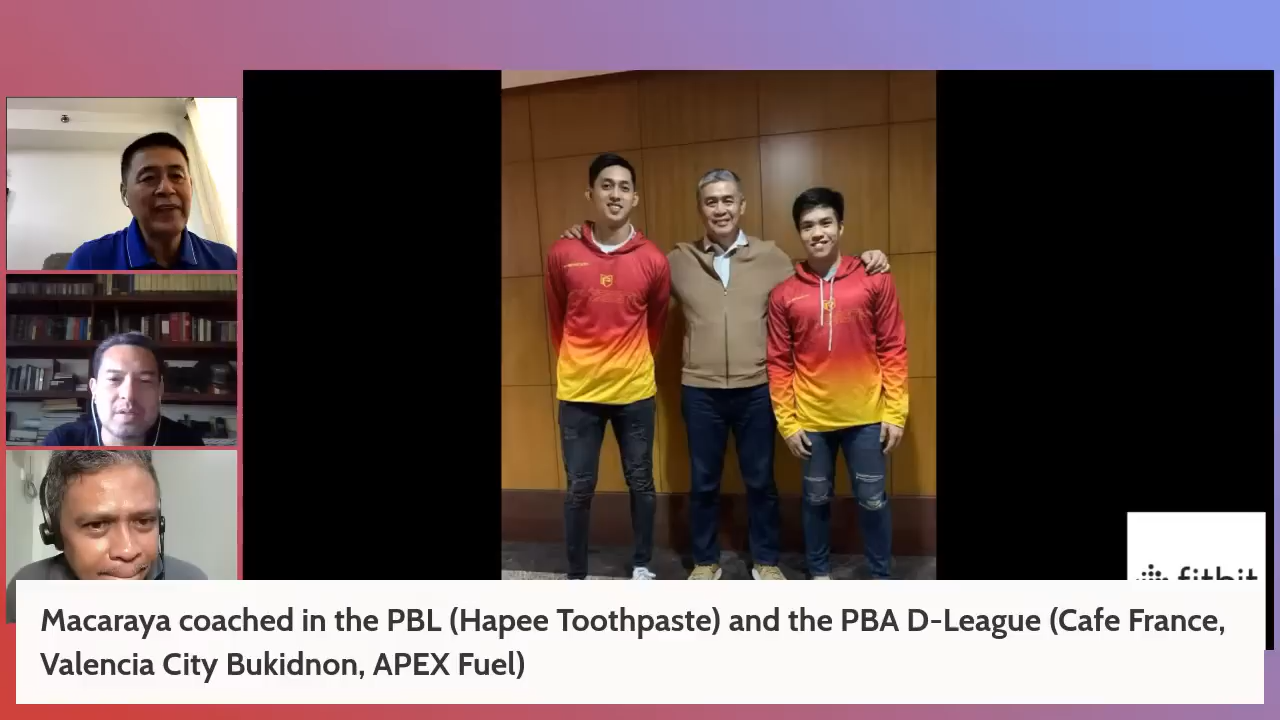 fitbit
Macaraya coached in the PBL (Hapee Toothpaste) and the PBA D-League (Cafe France,
Valencia City Bukidnon, APEX Fuel)